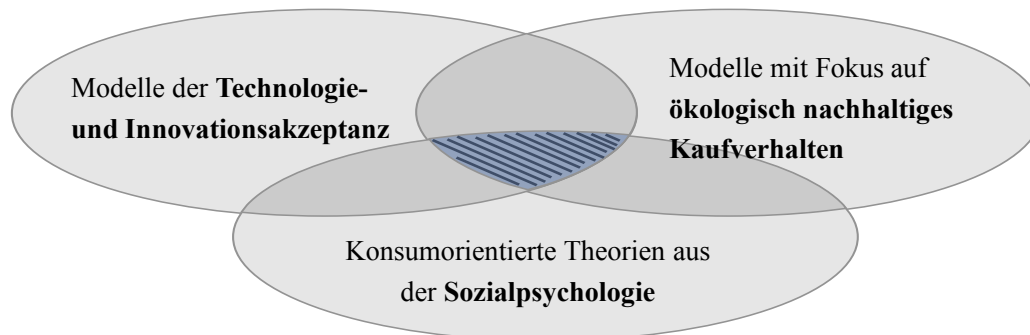 Modelle der Technologie-
und Innovationsakzeptanz
Modelle mit Fokus auf
ökologisch nachhaltiges
Kaufverhalten
Konsumorientierte Theorien aus
der Sozialpsychologie